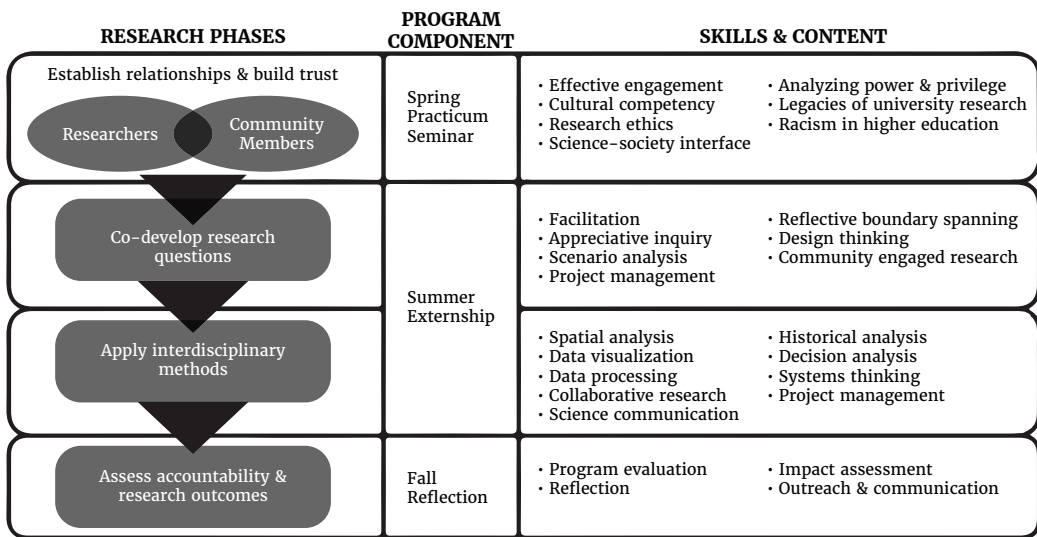 RESEARCH PHASES
PROGRAM
COMPONENT
SKILLS & CONTENT
Establish relationships & build trust
Researchers
Community
Members
Spring
Practicum
Seminar
· Effective engagement
· Cultural competency
· Research ethics
· Science-society interface
· Analyzing power & privilege
· Legacies of university research
· Racism in higher education
Co-develop research
questions
Summer
Externship
· Facilitation
· Appreciative inquiry
· Scenario analysis
· Project management
· Reflective boundary spanning
· Design thinking
· Community engaged research
Apply interdisciplinary
methods
· Spatial analysis
· Data visualization
· Data processing
· Collaborative research
· Science communication
· Historical analysis
· Decision analysis
· Systems thinking
· Project management
Assess accountability &
research outcomes
Fall
Reflection
· Program evaluation
· Reflection
· Impact assessment
· Outreach & communication